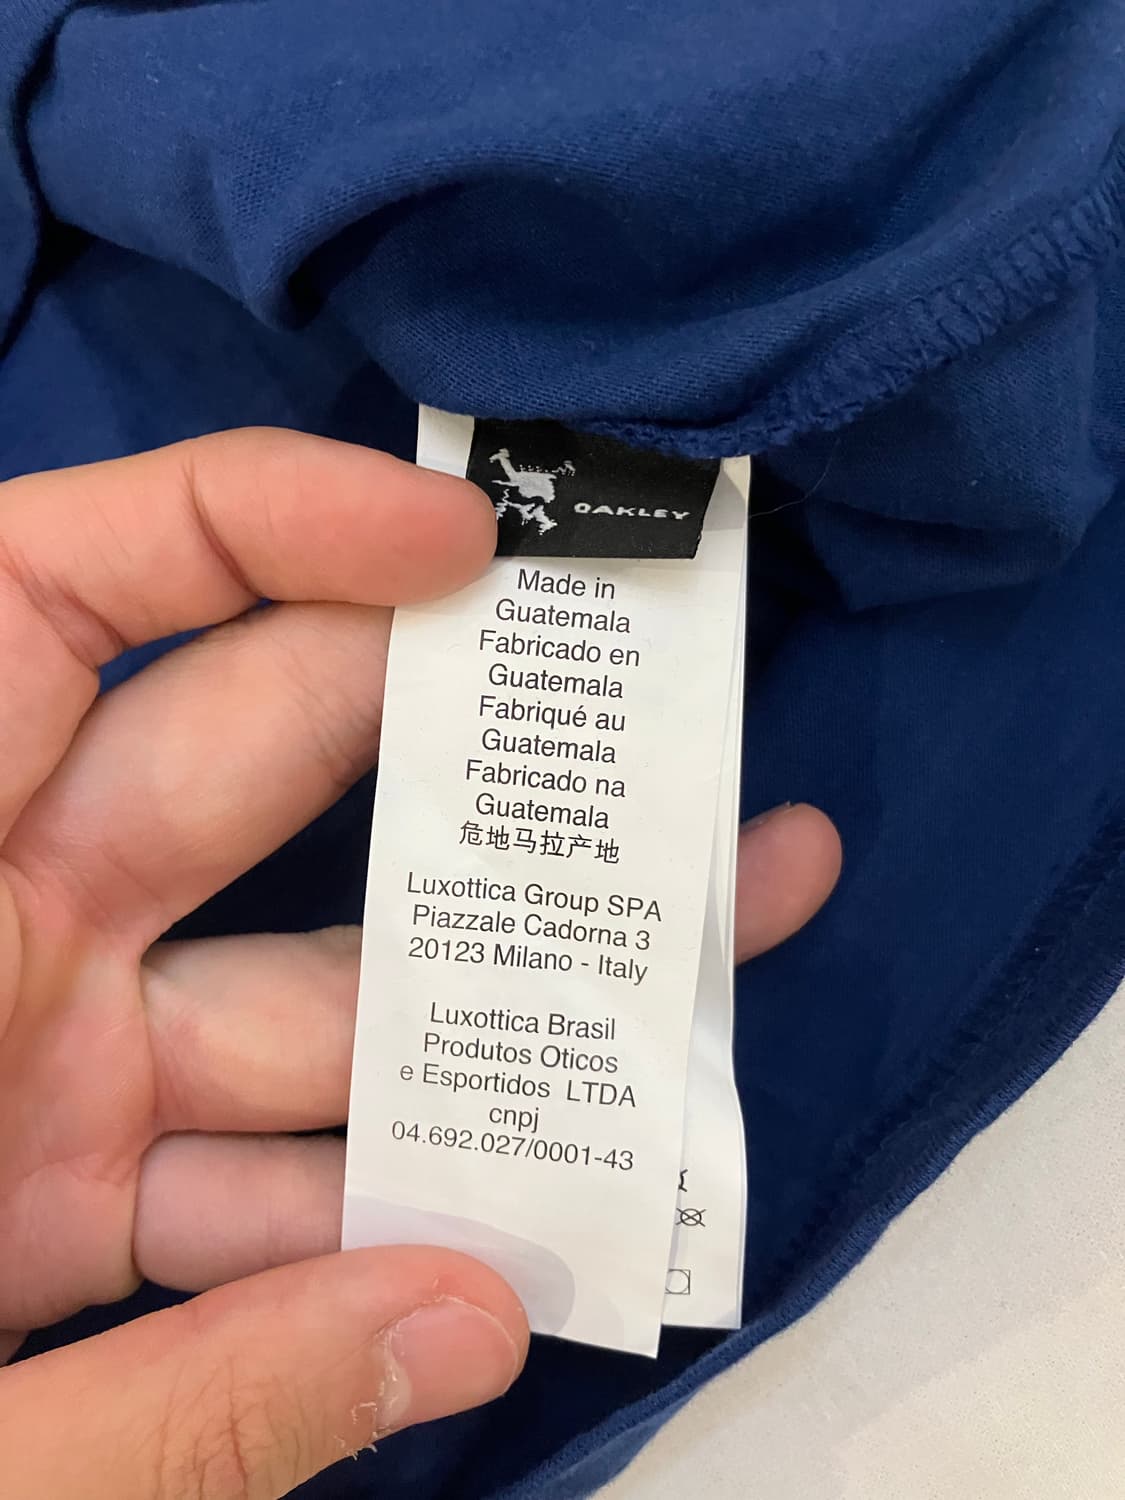 OAKLEY
Made in
Guatemala
Fabricado en
Guatemala
Fabriqué au
Guatemala
Fabricado na
Guatemala
危地马拉产地
Luxottica Group SPA
Piazzale Cadorna 3
20123 Milano - Italy
Luxottica Brasil
Produtos Oticos
e Esportidos LTDA
cnpj
04.692.027/0001-43